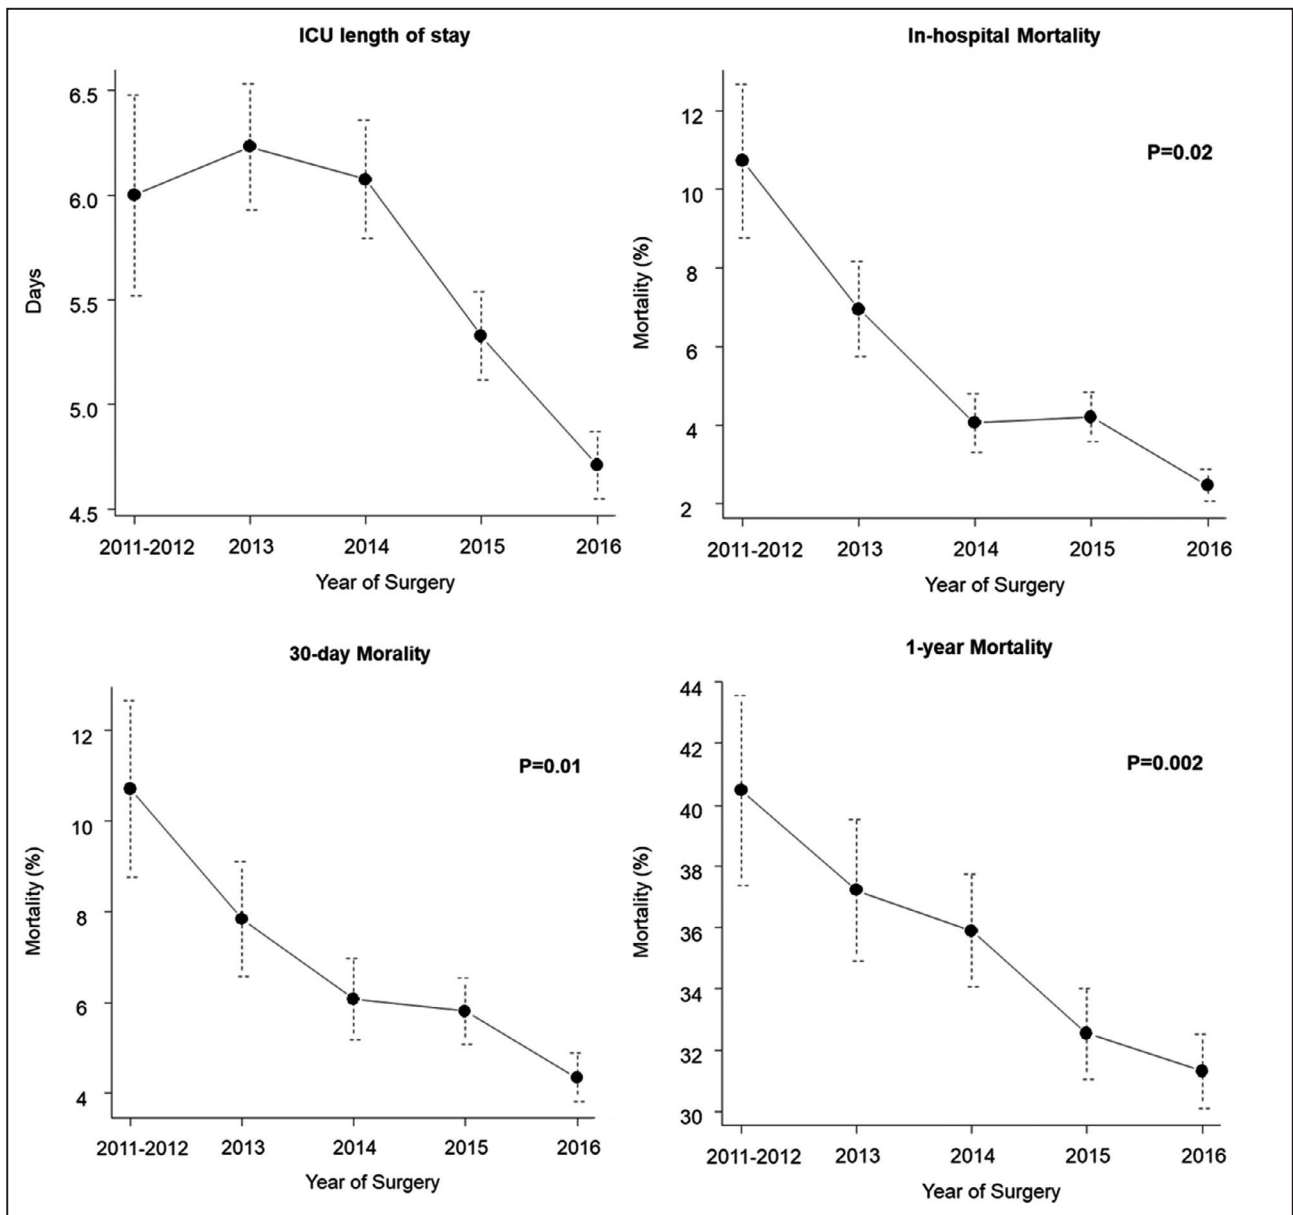 ICU length of stay
6.5
6.0
5.5
5.0
4.5
Days
2011-2012 2013 2014 2015 2016
Year of Surgery
In-hospital Mortality
12
10
8
6
4
2
Mortality (%)
P=0.02
2011-2012 2013 2014 2015 2016
Year of Surgery
30-day Morality
12
10
8
6
4
Mortality (%)
P=0.01
2011-2012 2013 2014 2015 2016
Year of Surgery
1-year Mortality
44
42
40
38
36
34
32
30
Mortality (%)
P=0.002
2011-2012 2013 2014 2015 2016
Year of Surgery